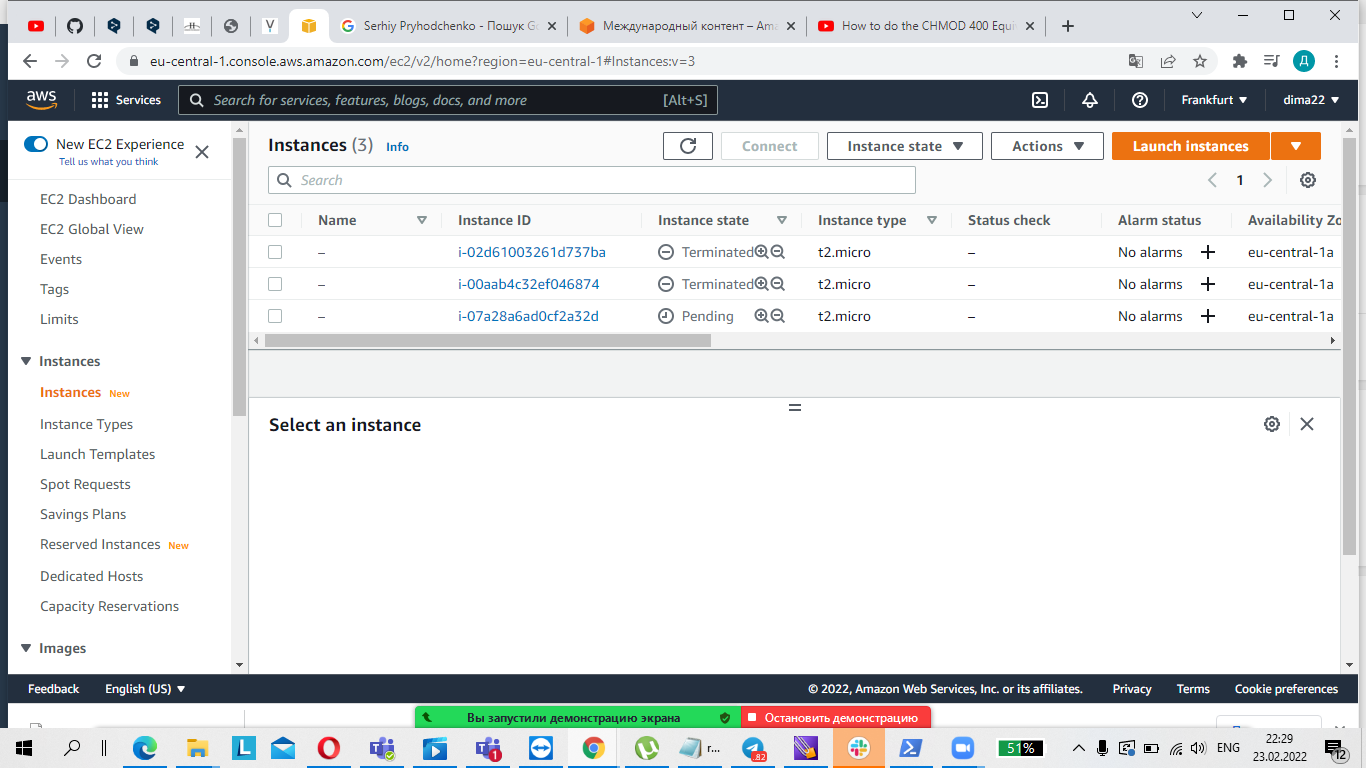 Serhiy Pryhodchenko - Пошук Go
Международный контент – Ama
How to do the CHMOD 400 Equi
eu-central-1.console.aws.amazon.com/ec2/v2/home?region=eu-central-1#Instances:v=3
Д
aws
Services
Search for services, features, blogs, docs, and more
[Alt+S]
Frankfurt
dima22
New EC2 Experience
Tell us what you think
EC2 Dashboard
EC2 Global View
Events
Tags
Limits
Instances
Instances New
Instance Types
Launch Templates
Spot Requests
Savings Plans
Reserved Instances New
Dedicated Hosts
Capacity Reservations
Images
Instances (3) Info
Connect
Instance state
Actions
Launch instances
Search
1
Name Instance ID Instance state Instance type Status check Alarm status Availability Zo
– i-02d61003261d737ba Terminated t2.micro – No alarms + eu-central-1a
– i-00aab4c32ef046874 Terminated t2.micro – No alarms + eu-central-1a
– i-07a28a6ad0cf2a32d Pending t2.micro – No alarms + eu-central-1a
Select an instance
Feedback English (US) © 2022, Amazon Web Services, Inc. or its affiliates. Privacy Terms Cookie preferences
Вы запустили демонстрацию экрана
Остановить демонстрацию
L
1
r...
82
51%
ENG
22:29
23.02.2022
12